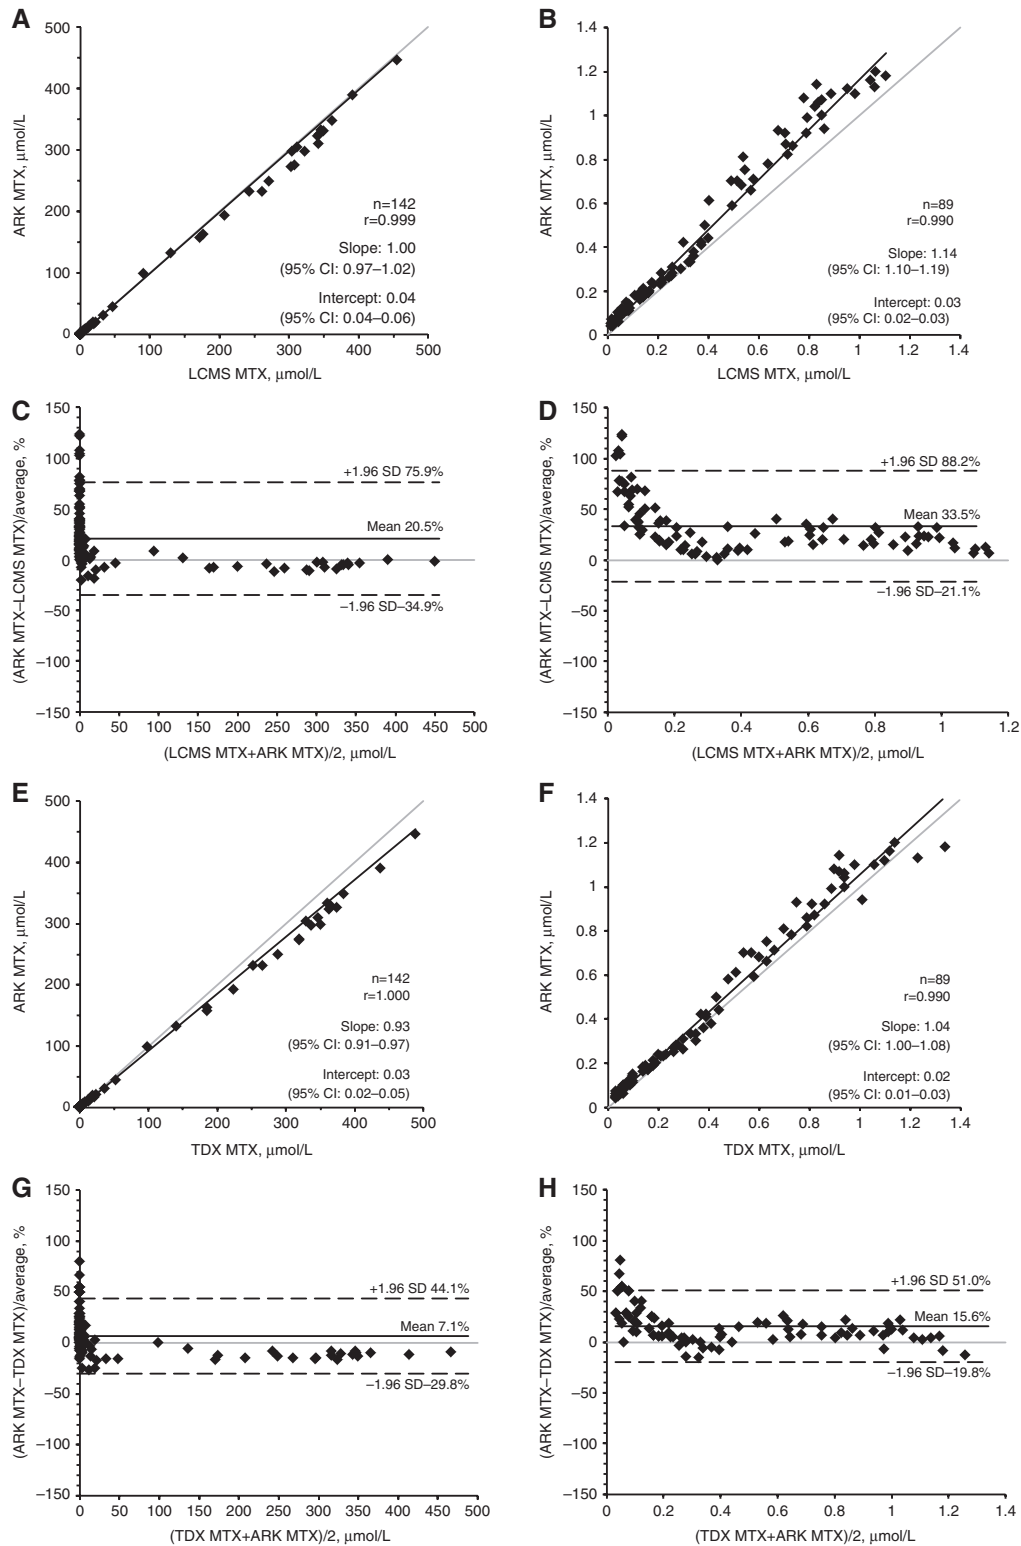 A
500
400
300
200
100
0
0 100 200 300 400 500
ARK MTX, μmol/L
LCMS MTX, μmol/L
n=142
r=0.999
Slope: 1.00
(95% CI: 0.97–1.02)
Intercept: 0.04
(95% CI: 0.04–0.06)
B
1.4
1.2
1
0.8
0.6
0.4
0.2
0
0 0.2 0.4 0.6 0.8 1 1.2 1.4
ARK MTX, μmol/L
LCMS MTX, μmol/L
n=89
r=0.990
Slope: 1.14
(95% CI: 1.10–1.19)
Intercept: 0.03
(95% CI: 0.02–0.03)
C
150
100
50
0
−50
−100
−150
0 50 100 150 200 250 300 350 400 450 500
(ARK MTX–LCMS MTX)/average, %
(LCMS MTX+ARK MTX)/2, μmol/L
+1.96 SD 75.9%
Mean 20.5%
−1.96 SD–34.9%
D
150
100
50
0
−50
−100
−150
0 0.2 0.4 0.6 0.8 1 1.2
(ARK MTX–LCMS MTX)/average, %
(LCMS MTX+ARK MTX)/2, μmol/L
+1.96 SD 88.2%
Mean 33.5%
−1.96 SD–21.1%
E
500
400
300
200
100
0
0 100 200 300 400 500
ARK MTX, μmol/L
TDX MTX, μmol/L
n=142
r=1.000
Slope: 0.93
(95% CI: 0.91–0.97)
Intercept: 0.03
(95% CI: 0.02–0.05)
F
1.4
1.2
1
0.8
0.6
0.4
0.2
0
0 0.2 0.4 0.6 0.8 1 1.2 1.4
ARK MTX, μmol/L
TDX MTX, μmol/L
n=89
r=0.990
Slope: 1.04
(95% CI: 1.00–1.08)
Intercept: 0.02
(95% CI: 0.01–0.03)
G
150
100
50
0
−50
−100
−150
0 50 100 150 200 250 300 350 400 450 500
(ARK MTX–TDX MTX)/average, %
(TDX MTX+ARK MTX)/2, μmol/L
+1.96 SD 44.1%
Mean 7.1%
−1.96 SD–29.8%
H
150
100
50
0
−50
−100
−150
0 0.2 0.4 0.6 0.8 1 1.2 1.4
(ARK MTX–TDX MTX)/average, %
(TDX MTX+ARK MTX)/2, μmol/L
+1.96 SD 51.0%
Mean 15.6%
−1.96 SD–19.8%